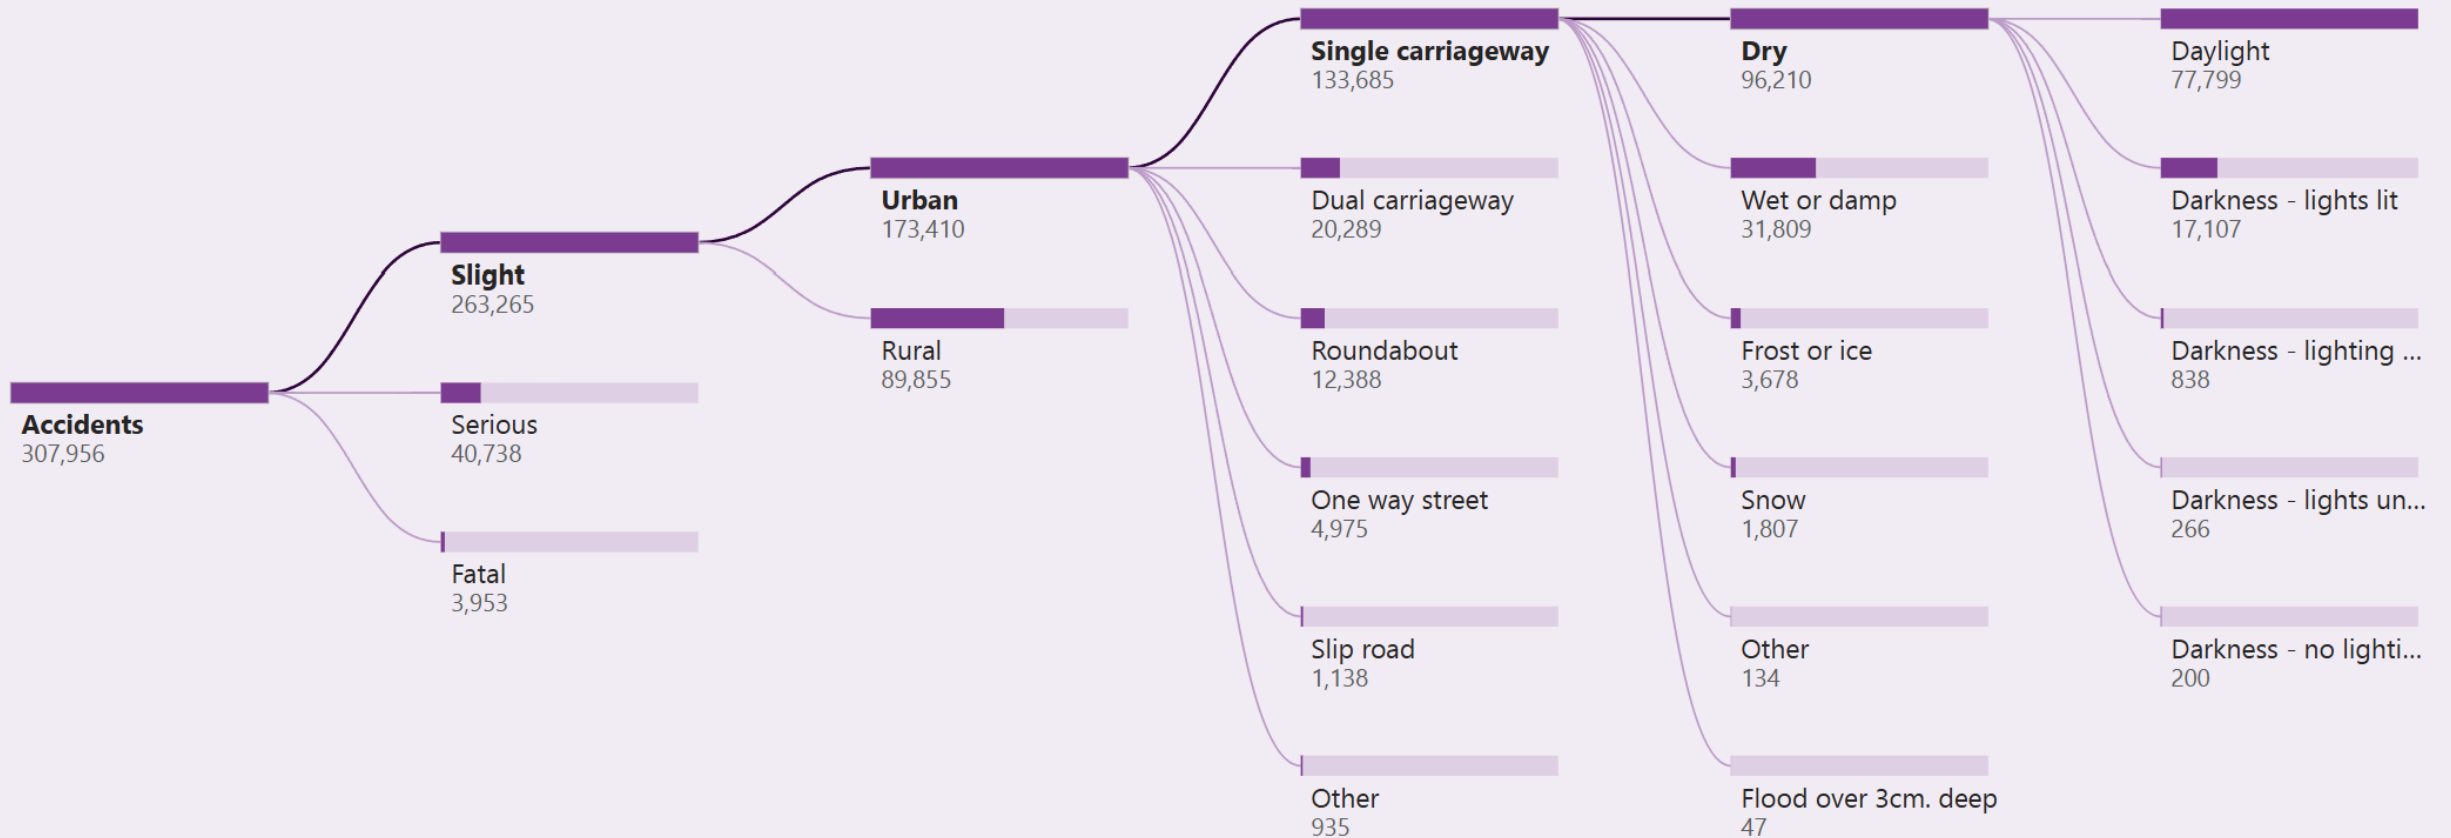 Accidents
307,956
Slight
263,265
Serious
40,738
Fatal
3,953
Urban
173,410
Rural
89,855
Single carriageway
133,685
Dual carriageway
20,289
Roundabout
12,388
One way street
4,975
Slip road
1,138
Other
935
Dry
96,210
Wet or damp
31,809
Frost or ice
3,678
Snow
1,807
Other
134
Flood over 3cm. deep
47
Daylight
77,799
Darkness - lights lit
17,107
Darkness - lighting ...
838
Darkness - lights un...
266
Darkness - no lighti...
200